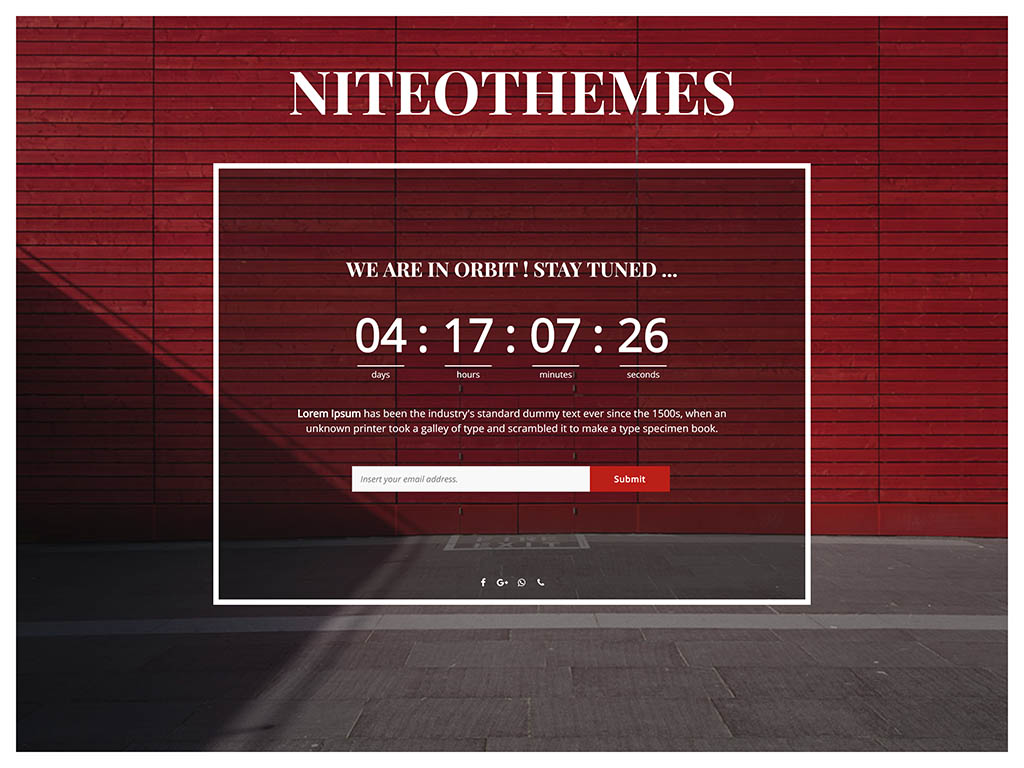 NITEOTHEMES
WE ARE IN ORBIT ! STAY TUNED ...
04 : 17 : 07 : 26
days hours minutes seconds
Lorem Ipsum has been the industry's standard dummy text ever since the 1500s, when an
unknown printer took a galley of type and scrambled it to make a type specimen book.
Insert your email address. Submit
FIRE
EXIT
G+